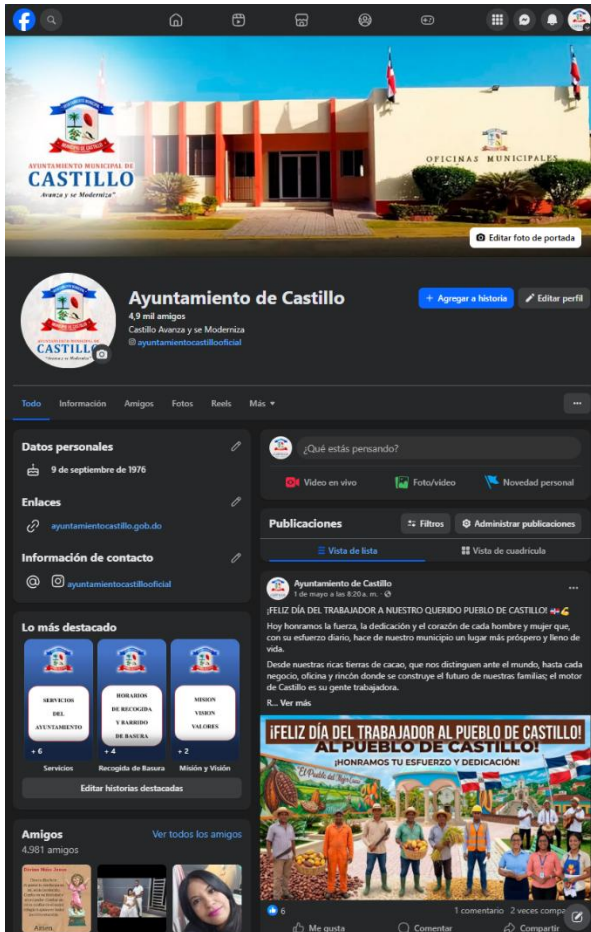 AYUNTAMIENTO MUNICIPAL DE
CASTILLO
Avanza y se Moderniza"
OFICINAS MUNICIPALES
Editar foto de portada
CASTILLO
Ayuntamiento de Castillo
4,9 mil amigos
Castillo Avanza y se Moderniza
ayuntamientocastillooficial
+ Agregar a historia
Editar perfil
Todo Información Amigos Fotos Reels Más
Datos personales
9 de septiembre de 1976
Enlaces
ayuntamientocastillo.gob.do
Información de contacto
ayuntamientocastillooficial
Lo más destacado
SERVICIOS
DEL
AYUNTAMIENTO
+ 6
Servicios
HORARIOS
DE RECOGIDA
Y BARRIDO
DE BASURA
+ 4
Recogida de Basura
MISION
VISION
VALORES
+ 2
Misión y Visión
Editar historias destacadas
Amigos
Ver todos los amigos
4.981 amigos
Divino Niño Jesus
¿Qué estás pensando?
Video en vivo
Foto/video
Novedad personal
Publicaciones
Filtros
Administrar publicaciones
Vista de lista
Vista de cuadrícula
Ayuntamiento de Castillo
1 de mayo a las 8:20 a. m.
¡FELIZ DÍA DEL TRABAJADOR A NUESTRO QUERIDO PUEBLO DE CASTILLO! 🇩🇴💪
Hoy honramos la fuerza, la dedicación y el corazón de cada hombre y mujer que,
con su esfuerzo diario, hace de nuestro municipio un lugar más próspero y lleno de
vida.
Desde nuestras ricas tierras de cacao, que nos distinguen ante el mundo, hasta cada
negocio, oficina y rincón donde se construye el futuro de nuestras familias; el motor
de Castillo es su gente trabajadora.
R... Ver más
¡FELIZ DÍA DEL TRABAJADOR AL PUEBLO DE CASTILLO!
AL PUEBLO DE CASTILLO!
¡HONRAMOS TU ESFUERZO Y DEDICACIÓN!
6
1 comentario 2 veces compa
Me gusta
Comentar
Compartir